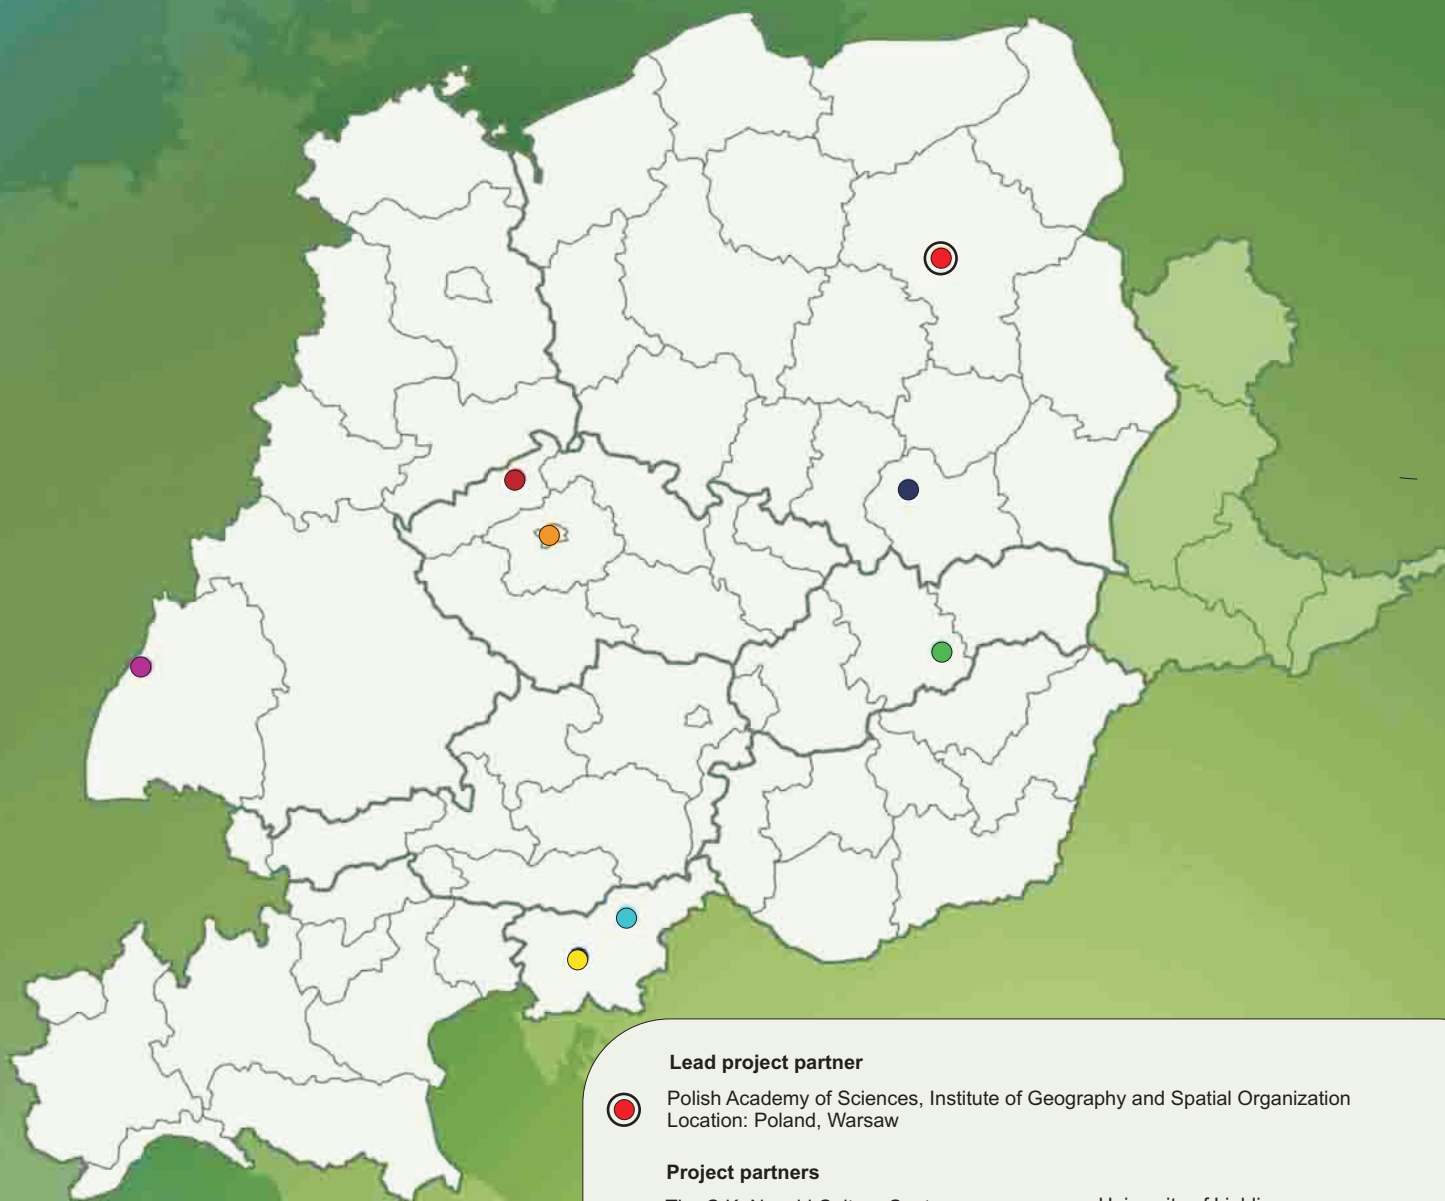 Lead project partner
Polish Academy of Sciences, Institute of Geography and Spatial Organization
Location: Poland, Warsaw
Project partners